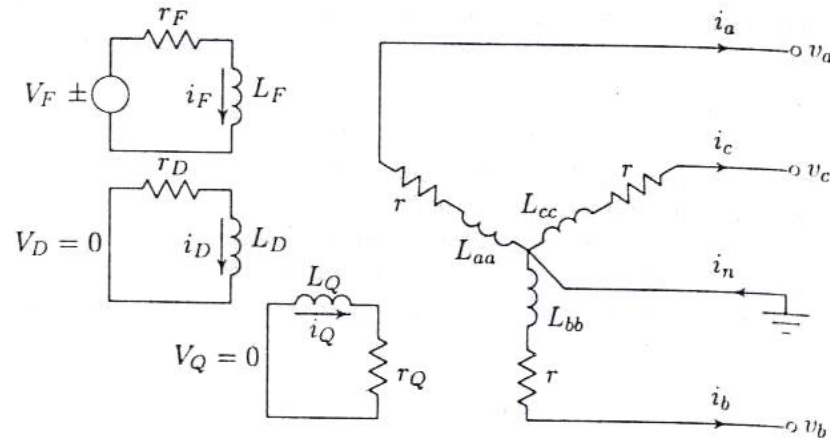 r_F
i_a
v_a
V_F ±
i_F
L_F
r_D
i_c
v_c
r
r
L_cc
V_D = 0
i_D
L_D
L_aa
i_n
L_Q
L_bb
i_Q
V_Q = 0
r_Q
r
i_b
v_b